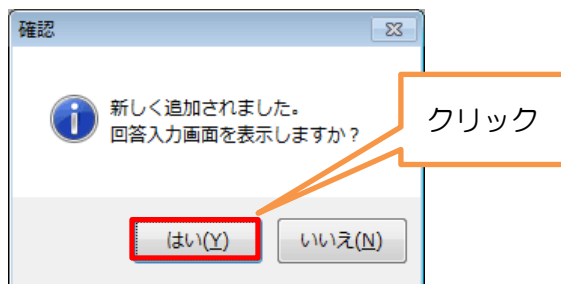 確認
新しく追加されました。
回答入力画面を表示しますか？
クリック
はい(Y)
いいえ(N)